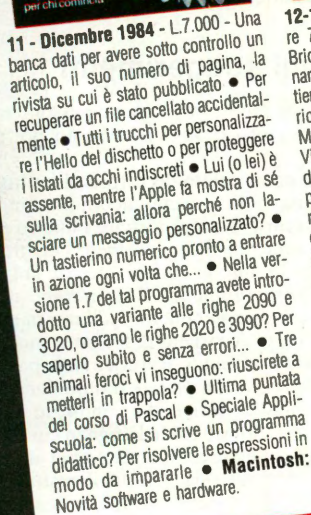 per chi comincia
11 - Dicembre 1984 - L.7.000 - Una
banca dati per avere sotto controllo un
articolo, il suo numero di pagina, la
rivista su cui è stato pubblicato ● Per
recuperare un file cancellato accidental-
mente ● Tutti i trucchi per personalizza-
re l'Hello del dischetto o per proteggere
i listati da occhi indiscreti ● Lui (o lei) è
assente, mentre l'Apple fa mostra di sé
sulla scrivania: allora perché non la-
sciare un messaggio personalizzato? ●
Un tastierino numerico pronto a entrare
in azione ogni volta che... ● Nella ver-
sione 1.7 del tal programma avete intro-
dotto una variante alle righe 2090 e
3020, o erano le righe 2020 e 3090? Per
saperlo subito e senza errori... ● Tre
animali feroci vi inseguono: riuscirete a
metterli in trappola? ● Ultima puntata
del corso di Pascal ● Speciale Appli-
scuola: come si scrive un programma
didattico? Per risolvere le espressioni in
modo da impararle ● Macintosh:
Novità software e hardware.